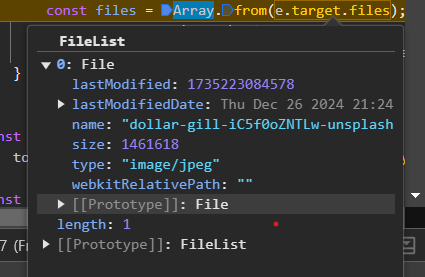 const files = Array.from(e.target.files);
FileList
▼ 0: File
lastModified: 1735223084578
▶ lastModifiedDate: Thu Dec 26 2024 21:24
name: "dollar-gill-iC5f0oZNTLw-unsplash
size: 1461618
type: "image/jpeg"
webkitRelativePath: ""
▶ [[Prototype]]: File
length: 1
▶ [[Prototype]]: FileList
}
nst
to
nst
7 (Fr